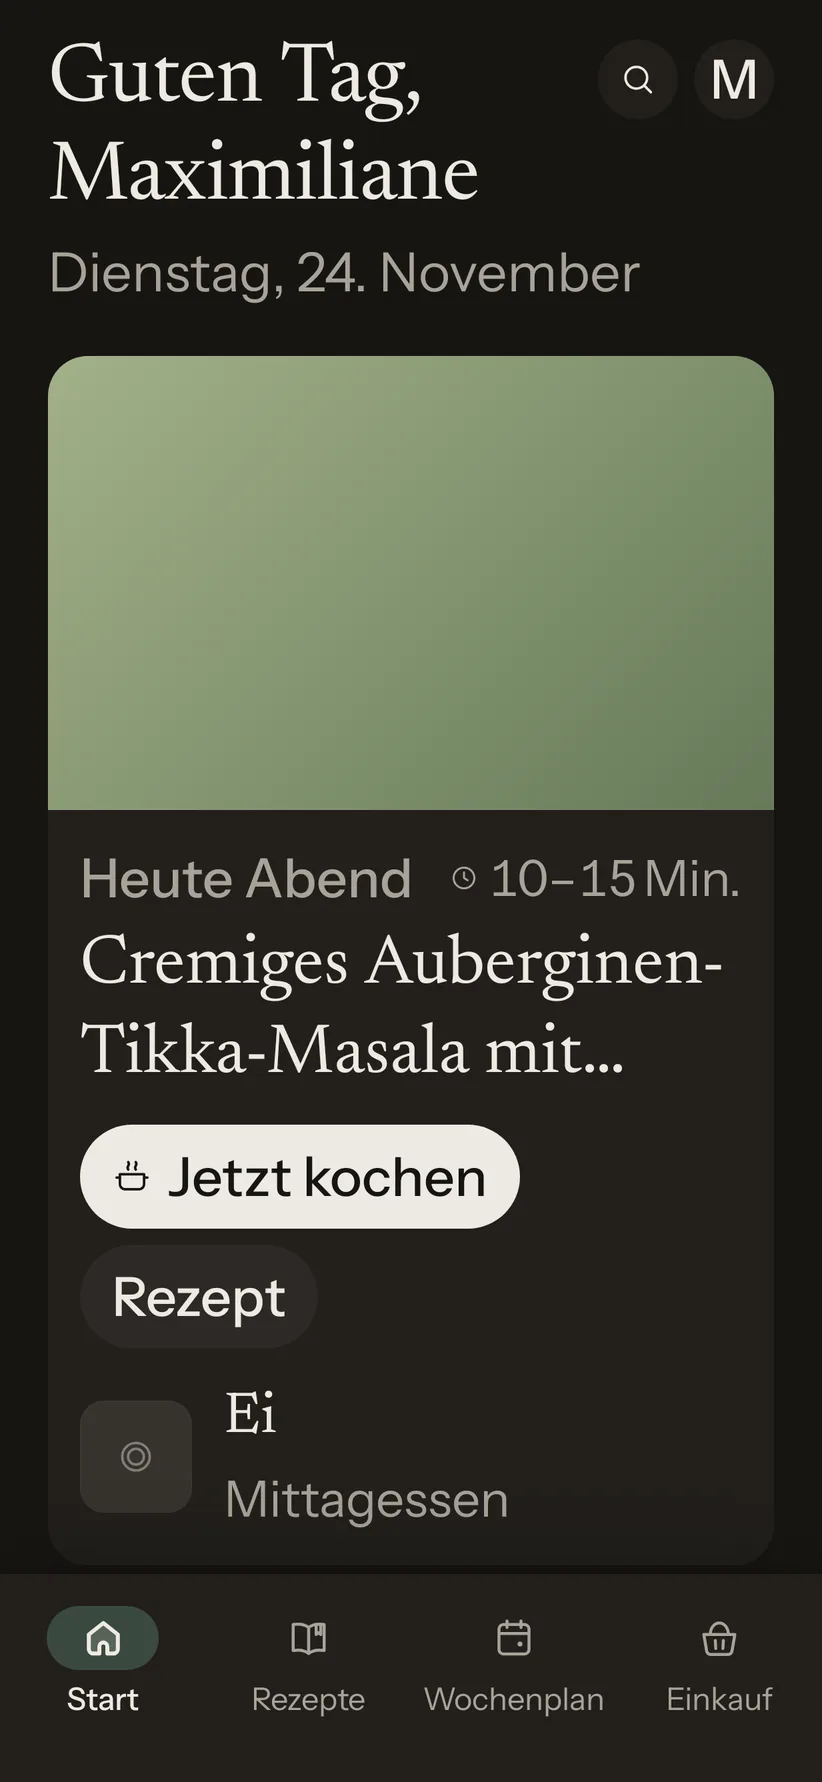 Guten Tag,
Maximiliane
M
Dienstag, 24. November
Heute Abend
10–15 Min.
Cremiges Auberginen-
Tikka-Masala mit…
Jetzt kochen
Rezept
Ei
Mittagessen
Start
Rezepte
Wochenplan
Einkauf